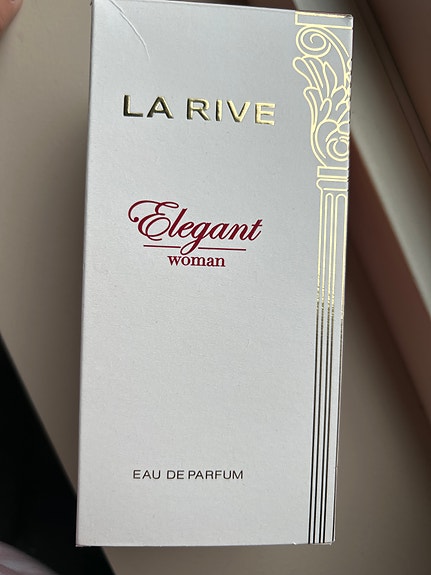 LA RIVE
Elegant
woman
EAU DE PARFUM